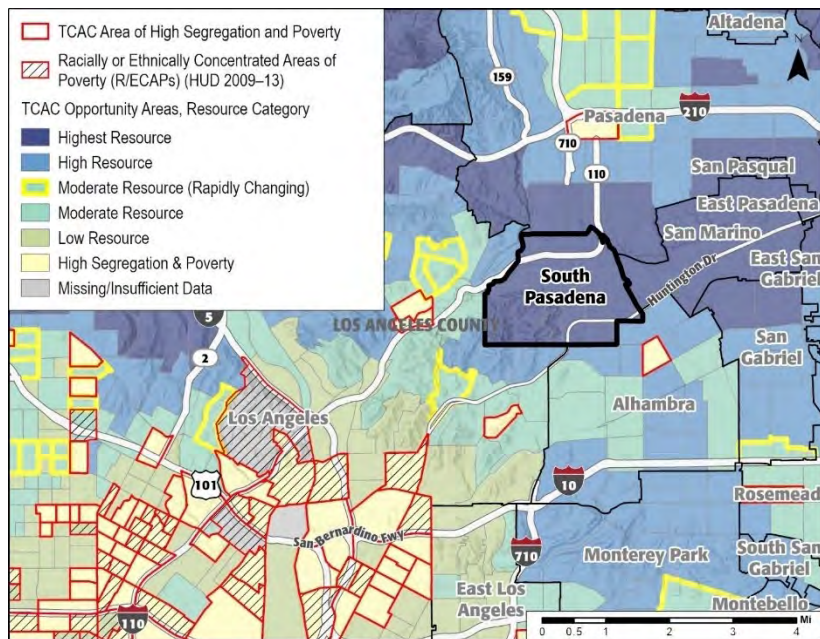 TCAC Area of High Segregation and Poverty
Racially or Ethnically Concentrated Areas of
Poverty (R/ECAPs) (HUD 2009–13)
TCAC Opportunity Areas, Resource Category
Highest Resource
High Resource
Moderate Resource (Rapidly Changing)
Moderate Resource
Low Resource
High Segregation & Poverty
Missing/Insufficient Data
Altadena
N
159
Pasadena
210
710
110
San Pasqual
East Pasadena
San Marino
East San
Gabriel
South
Pasadena
Huntington Dr
5
LOS ANGELES COUNTY
2
San
Gabriel
Los Angeles
Alhambra
101
10
Rosemead
San Bernardino Fwy
710
Monterey Park
South San
Gabriel
East Los
Angeles
Montebello
110
Mi
0 0.5 1 2 3 4